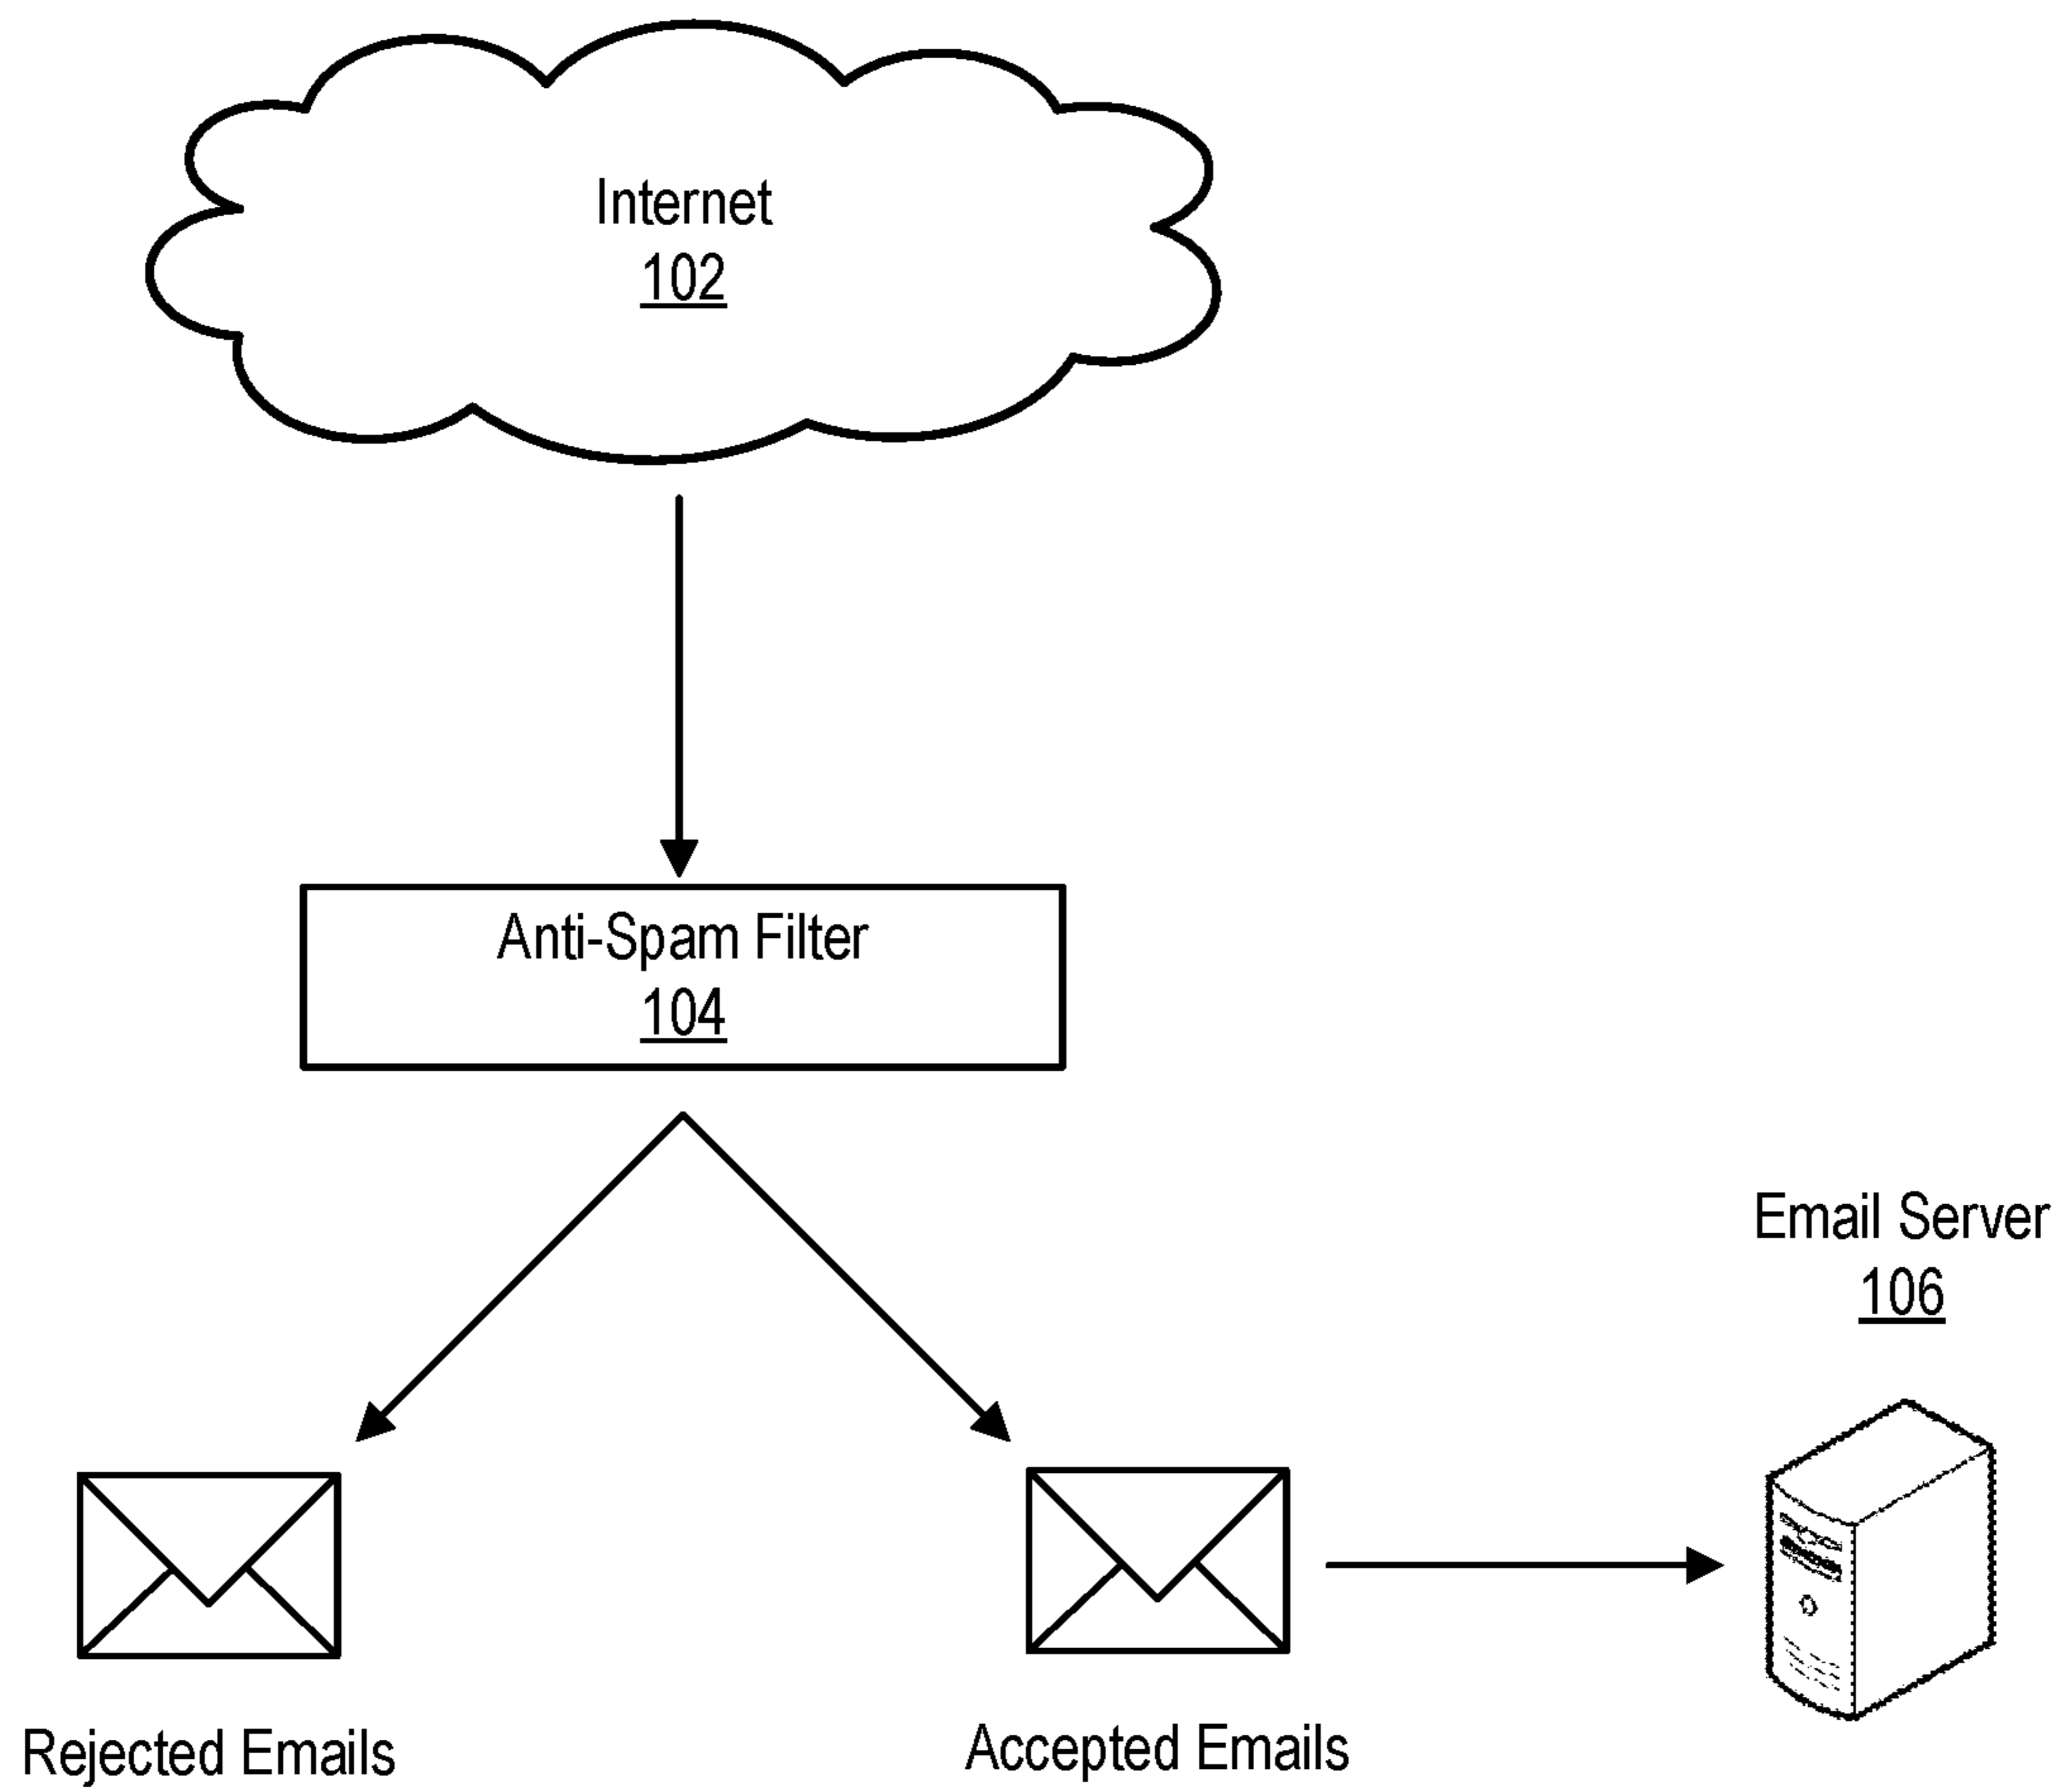 Internet
102
Anti-Spam Filter
104
Email Server
106
Rejected Emails
Accepted Emails